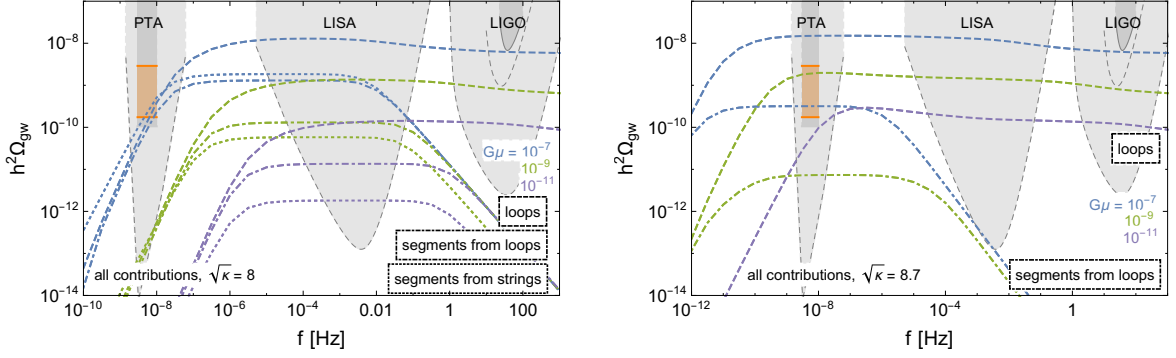 PTA
LISA
LIGO
10⁻⁸
10⁻¹⁰
10⁻¹²
10⁻¹⁴
h²Ω_gw
Gμ = 10⁻⁷
10⁻⁹
10⁻¹¹
loops
segments from loops
segments from strings
all contributions, √κ = 8
10⁻¹⁰
10⁻⁸
10⁻⁶
10⁻⁴
0.01
1
100
f [Hz]
PTA
LISA
LIGO
10⁻⁸
10⁻¹⁰
10⁻¹²
10⁻¹⁴
h²Ω_gw
loops
Gμ = 10⁻⁷
10⁻⁹
10⁻¹¹
segments from loops
all contributions, √κ = 8.7
10⁻¹²
10⁻⁸
10⁻⁴
1
f [Hz]